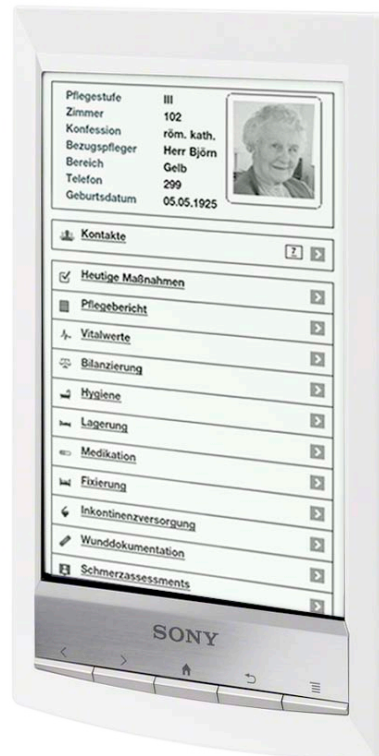 Pflegestufe III
Zimmer 102
Konfession röm. kath.
Bezugspfleger Herr Björn
Bereich Gelb
Telefon 299
Geburtsdatum 05.05.1925
Kontakte
?
Heutige Maßnahmen
Pflegebericht
Vitalwerte
Bilanzierung
Hygiene
Lagerung
Medikation
Fixierung
Inkontinenzversorgung
Wunddokumentation
Schmerzassessments
SONY